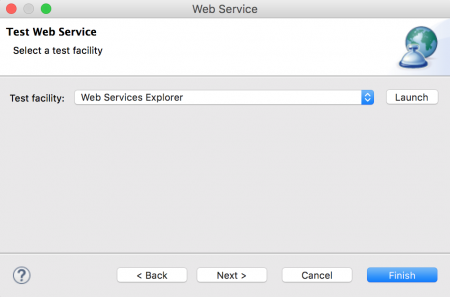 Web Service
Test Web Service
Select a test facility
Test facility: Web Services Explorer Launch
? < Back Next > Cancel Finish